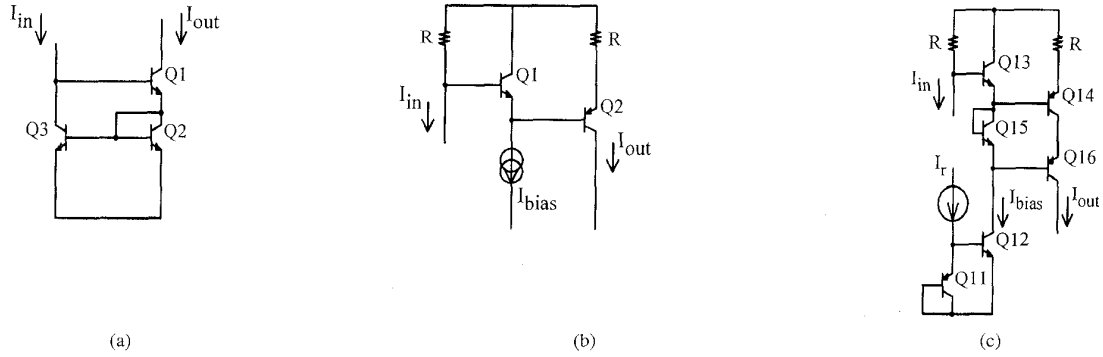 I_in I_out
Q1
Q3 Q2
(a)
R R
Q1
I_in Q2
I_out
I_bias
(b)
R Q13 R
I_in Q14
Q15
Q16
I_r I_bias I_out
Q12
Q11
(c)